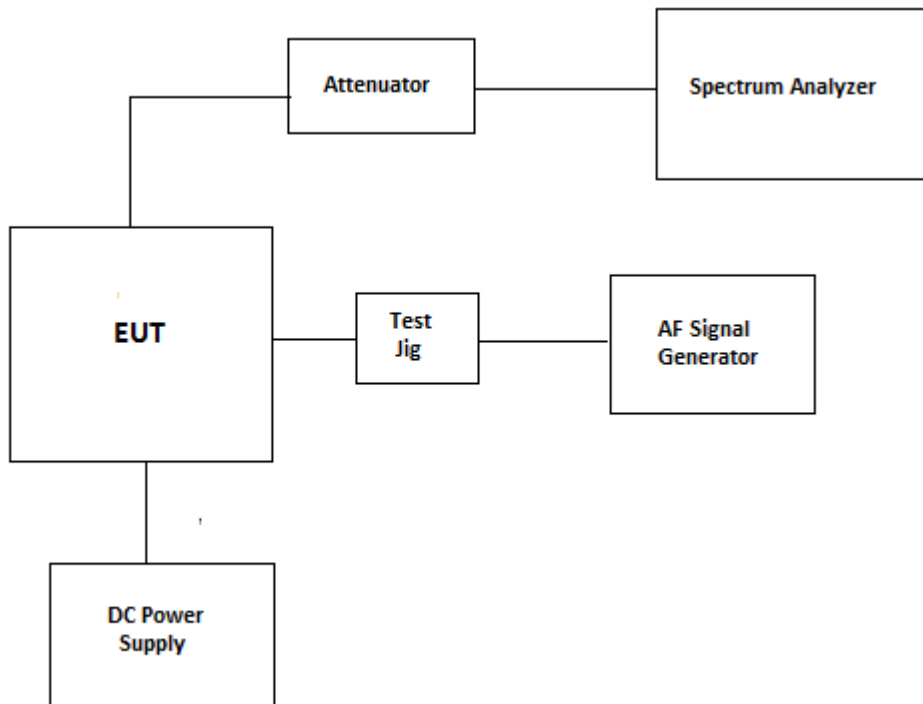 Attenuator
Spectrum Analyzer
EUT
Test
Jig
AF Signal
Generator
DC Power
Supply